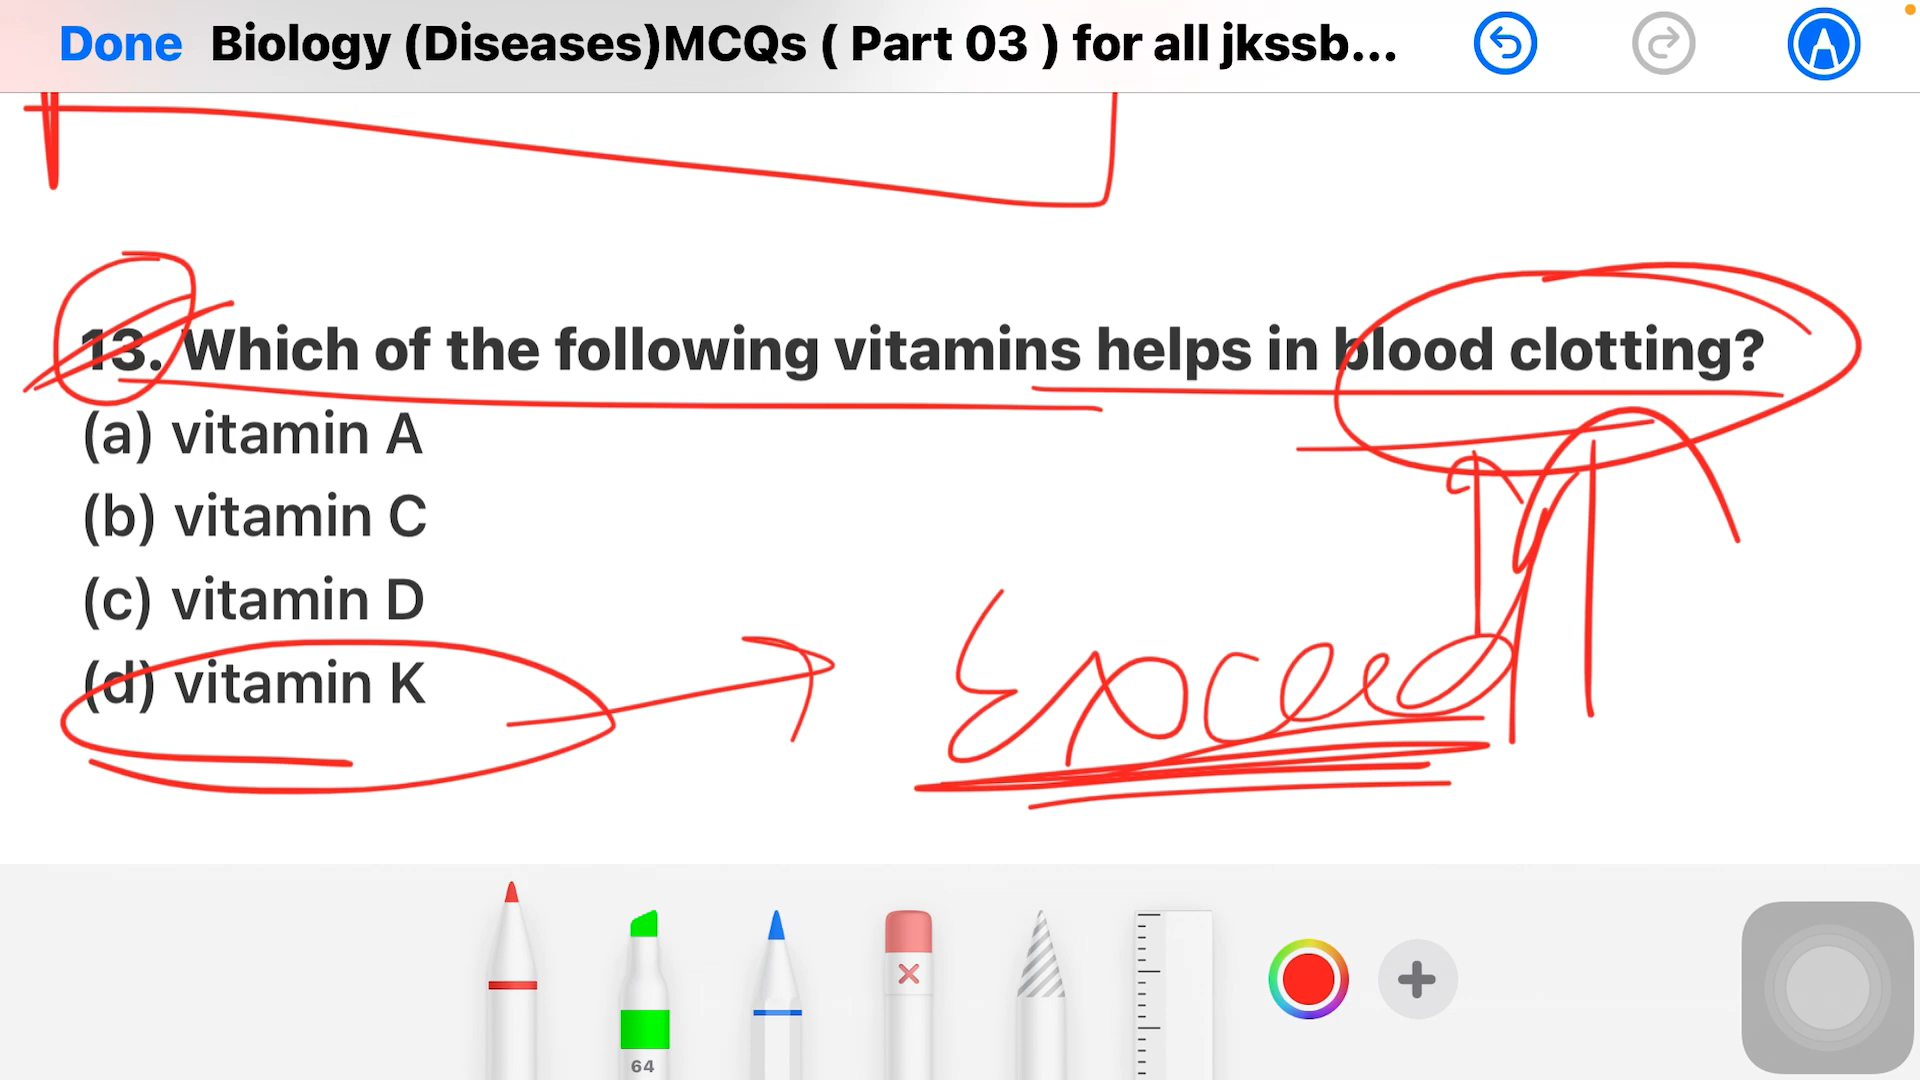 Done Biology (Diseases)MCQs ( Part 03 ) for all jkssb...
13. Which of the following vitamins helps in blood clotting?
(a) vitamin A
(b) vitamin C
(c) vitamin D
(d) vitamin K
Exceed
64